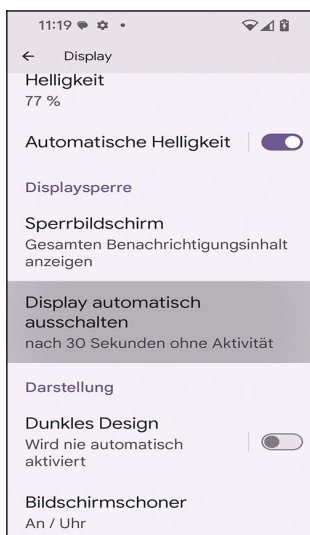 11:19
Display
Helligkeit
77 %
Automatische Helligkeit
Displaysperre
Sperrbildschirm
Gesamten Benachrichtigungsinhalt
anzeigen
Display automatisch
ausschalten
nach 30 Sekunden ohne Aktivität
Darstellung
Dunkles Design
Wird nie automatisch
aktiviert
Bildschirmschoner
An / Uhr